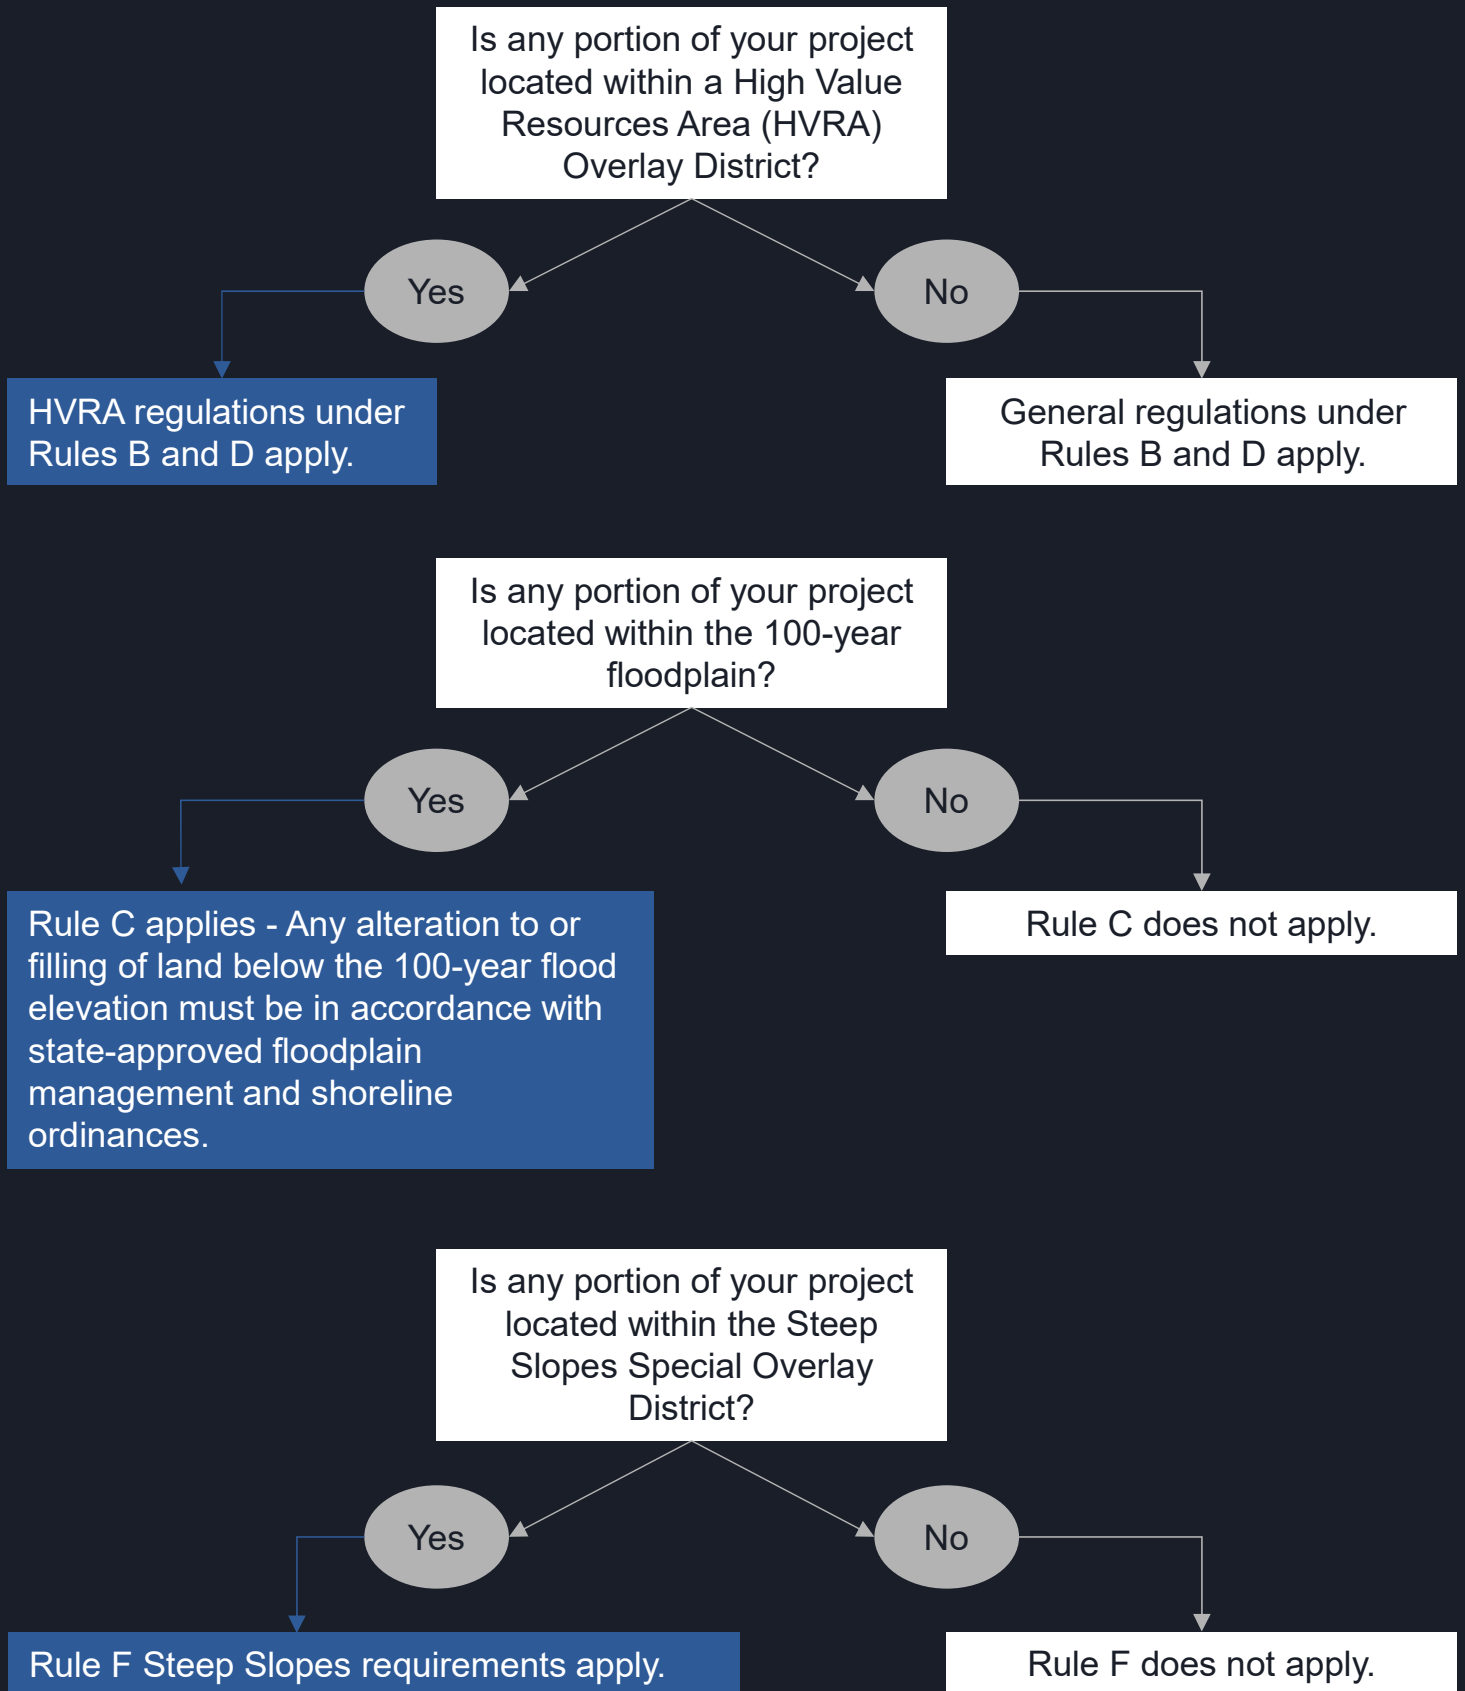 Is any portion of your project
located within a High Value
Resources Area (HVRA)
Overlay District?
Yes
No
HVRA regulations under
Rules B and D apply.
General regulations under
Rules B and D apply.
Is any portion of your project
located within the 100-year
floodplain?
Yes
No
Rule C applies - Any alteration to or
filling of land below the 100-year flood
elevation must be in accordance with
state-approved floodplain
management and shoreline
ordinances.
Rule C does not apply.
Is any portion of your project
located within the Steep
Slopes Special Overlay
District?
Yes
No
Rule F Steep Slopes requirements apply.
Rule F does not apply.